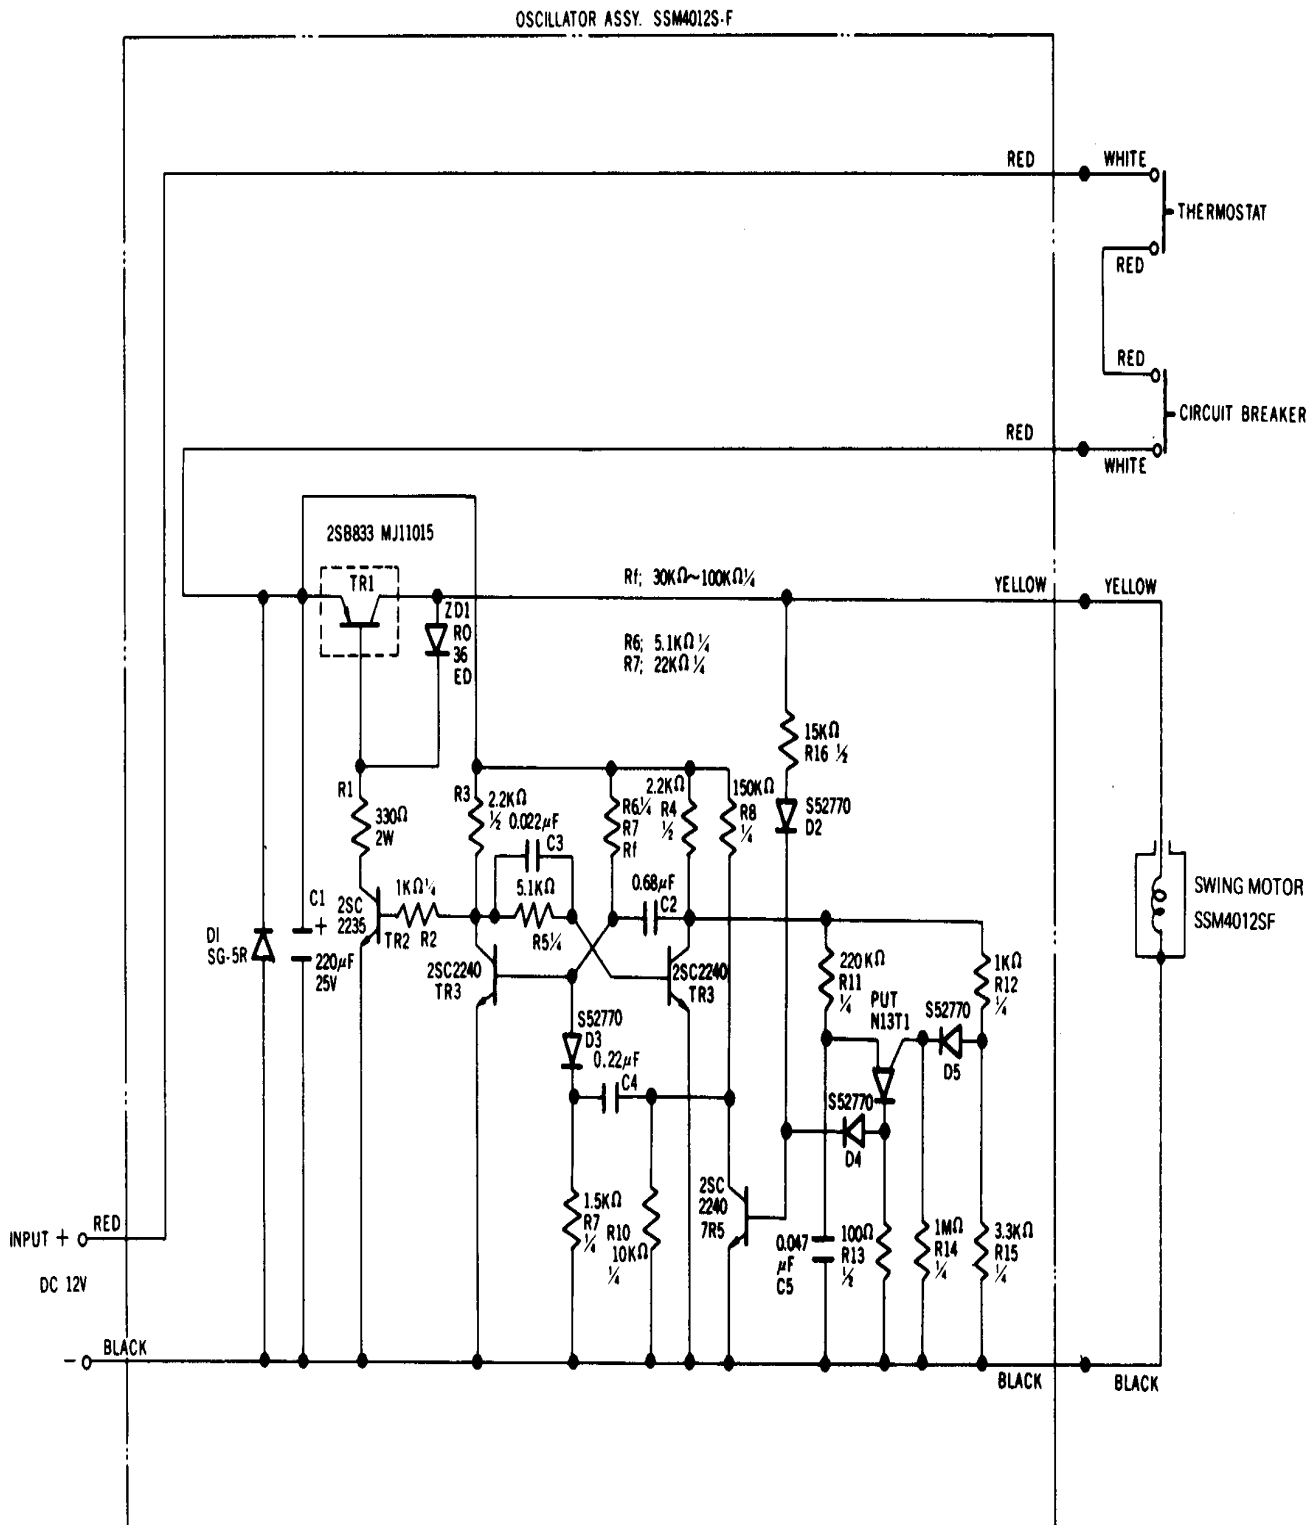 OSCILLATOR ASSY. SSM4012S-F
RED
WHITE
THERMOSTAT
RED
RED
CIRCUIT BREAKER
RED
WHITE
2SB833 MJ11015
TR1
Rf; 30KΩ~100KΩ¼
YELLOW
YELLOW
ZD1
RO
36
ED
R6; 5.1KΩ ¼
R7; 22KΩ ¼
15KΩ
R16 ½
R1
330Ω
2W
R3
2.2KΩ
½
0.022μF
C3
R6¼
R7
Rf
2.2KΩ
R4
½
150KΩ
R8
¼
S52770
D2
C1
+
220μF
25V
2SC
2235
TR2
1KΩ¼
R2
5.1KΩ
R5¼
0.68μF
C2
SWING MOTOR
SSM4012SF
D1
SG-5R
2SC2240
TR3
2SC2240
TR3
220KΩ
R11
¼
PUT
N13T1
S52770
D5
1KΩ
R12
¼
S52770
D3
0.22μF
C4
S52770
D4
1.5KΩ
R7
¼
R10
10KΩ
¼
2SC
2240
7R5
0.047
μF
C5
100Ω
R13
½
1MΩ
R14
¼
3.3KΩ
R15
¼
INPUT +
RED
DC 12V
-
BLACK
BLACK
BLACK